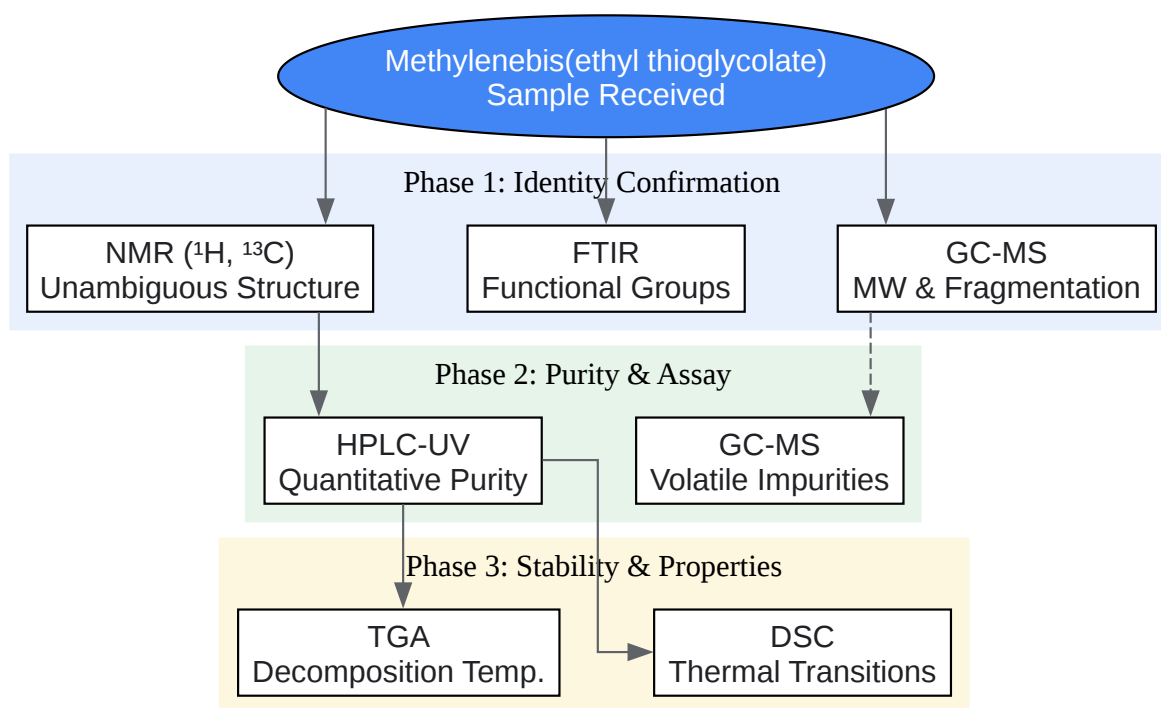 Methylenebis(ethyl thioglycolate)
Sample Received
Phase 1: Identity Confirmation
NMR (¹H, ¹³C)
Unambiguous Structure
FTIR
Functional Groups
GC-MS
MW & Fragmentation
Phase 2: Purity & Assay
HPLC-UV
Quantitative Purity
GC-MS
Volatile Impurities
Phase 3: Stability & Properties
TGA
Decomposition Temp.
DSC
Thermal Transitions